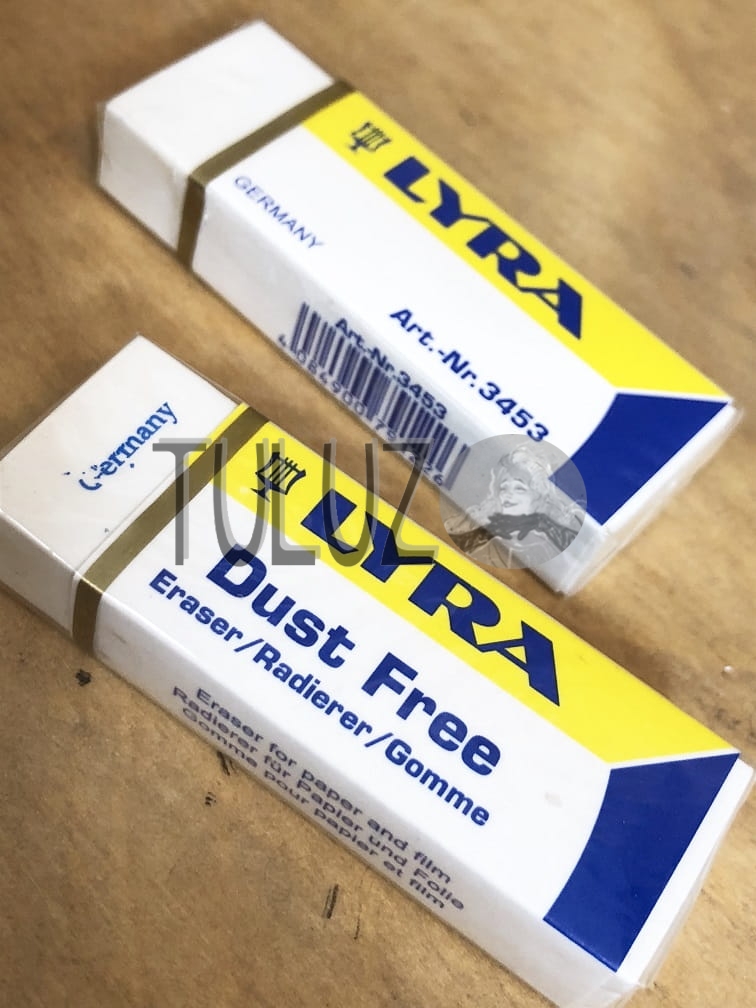 LYRA
GERMANY
Art.-Nr.3453
Art.-Nr.3453
Germany
TULUZ
LYRA
Dust Free
Eraser/Radierer/Gomme
Eraser for paper and film
Radierer für Papier und Folie
Gomme pour papier et film